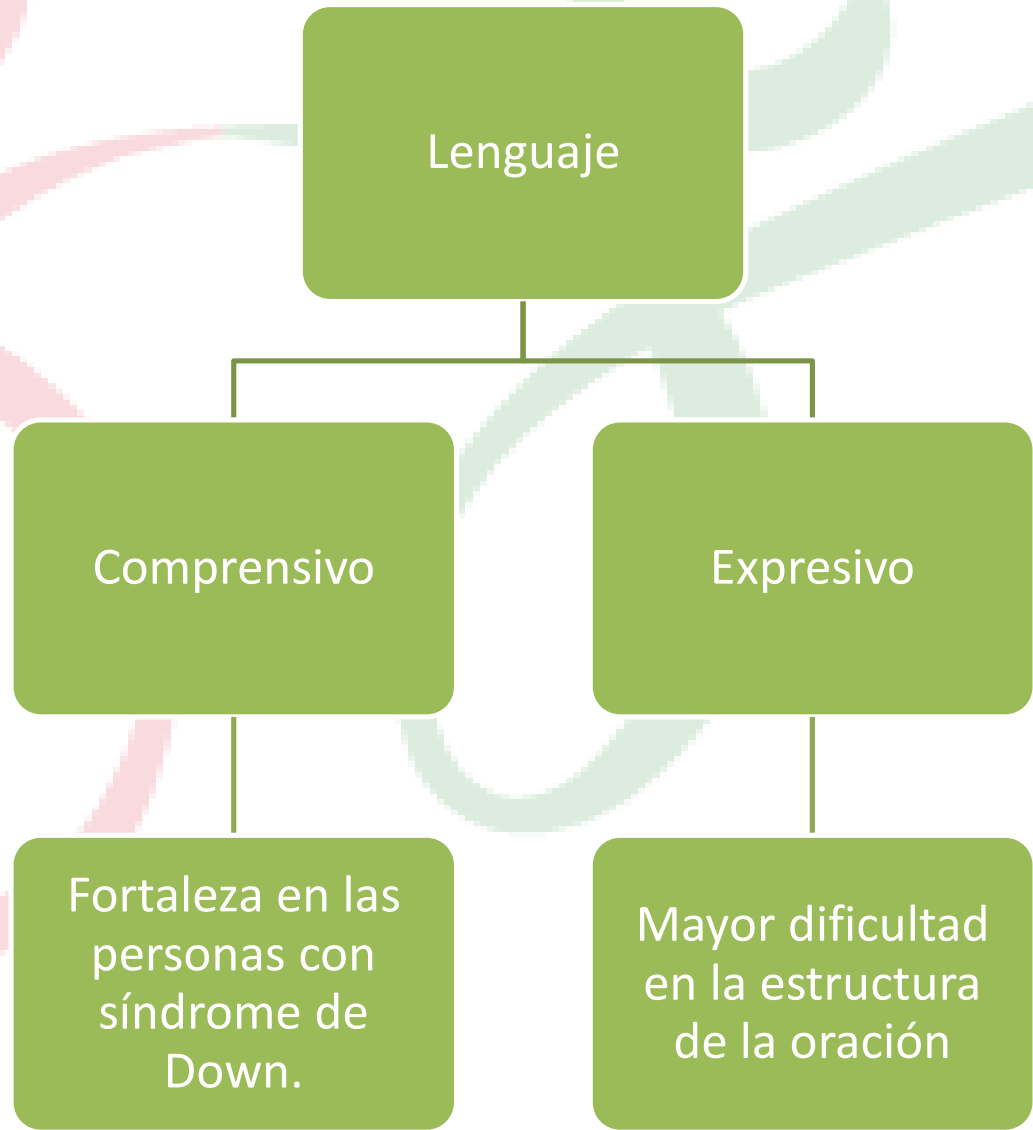 Lenguaje
Comprensivo
Expresivo
Fortaleza en las
personas con
síndrome de
Down.
Mayor dificultad
en la estructura
de la oración